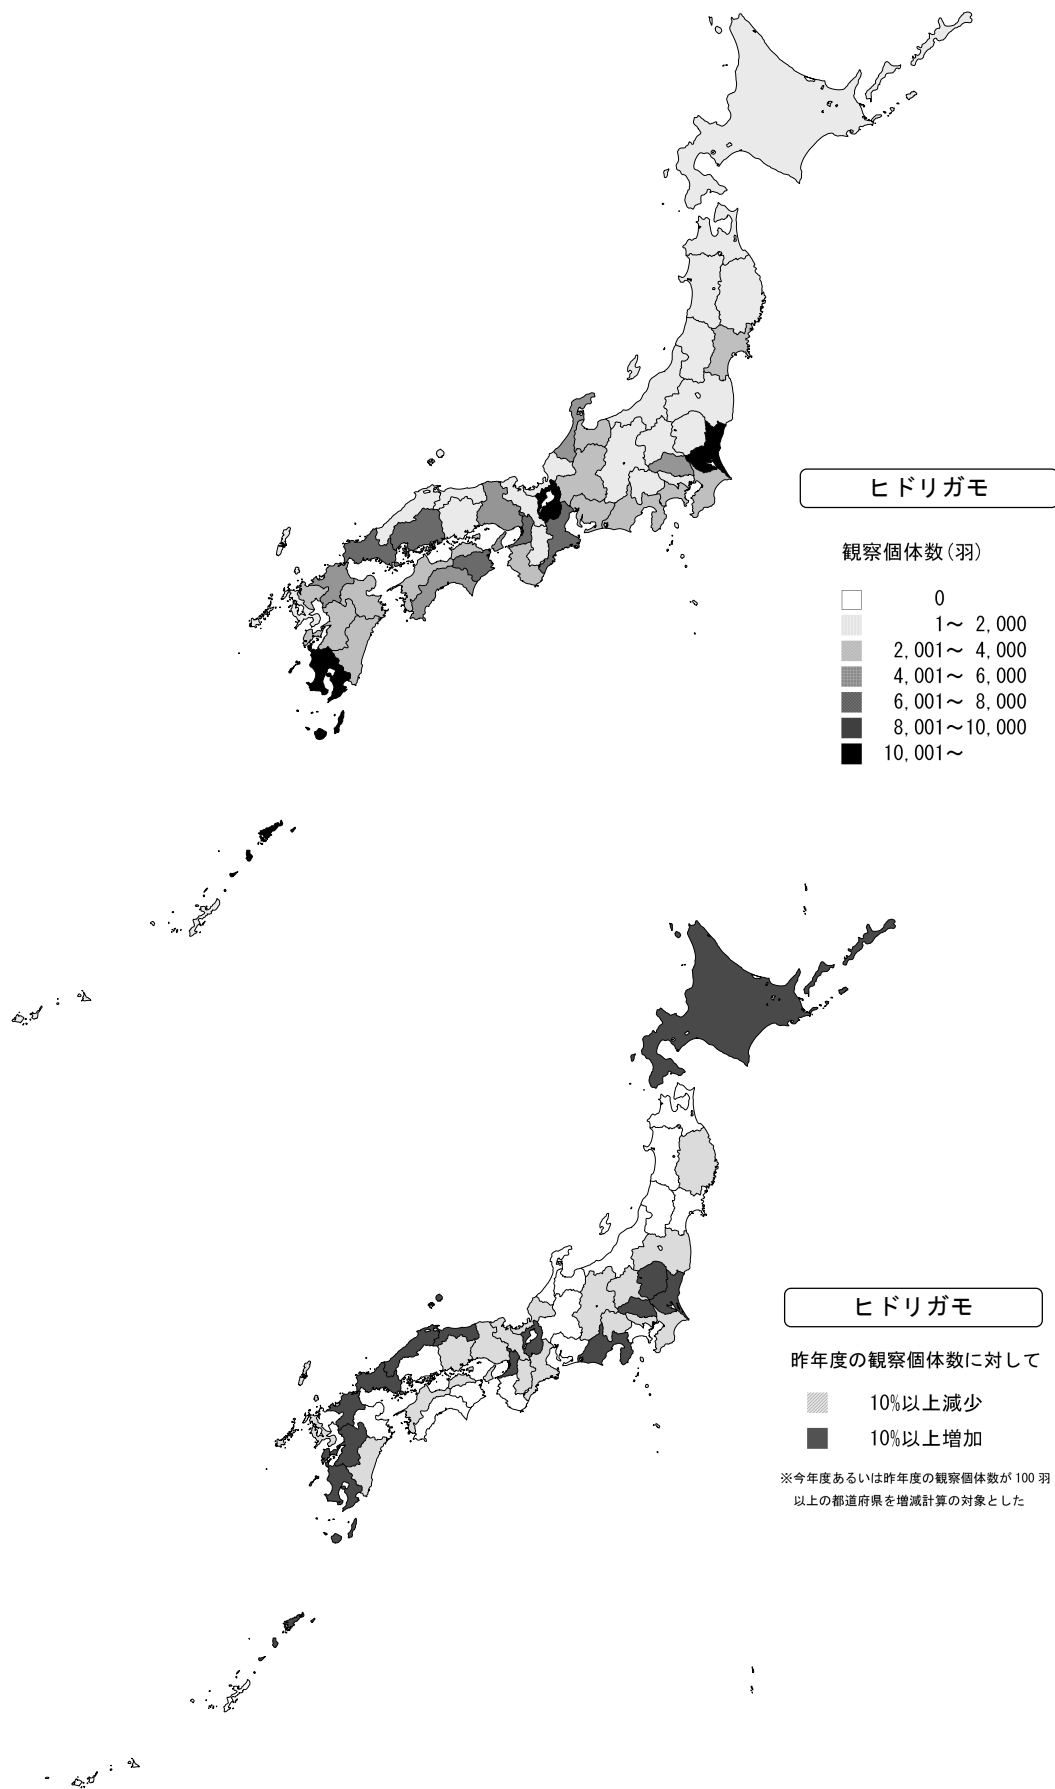 ヒドリガモ
観察個体数(羽)
0
1～ 2,000
2,001～ 4,000
4,001～ 6,000
6,001～ 8,000
8,001～10,000
10,001～
ヒドリガモ
昨年度の観察個体数に対して
10%以上減少
10%以上増加
※今年度あるいは昨年度の観察個体数が 100 羽
以上の都道府県を増減計算の対象とした